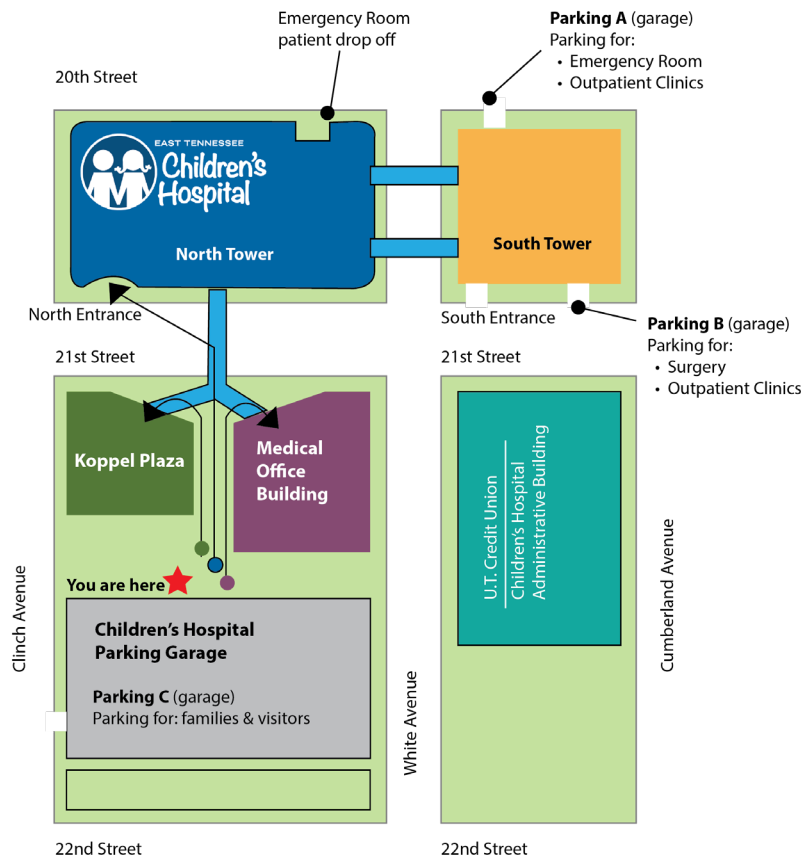 Emergency Room
patient drop off
Parking A (garage)
Parking for:
• Emergency Room
• Outpatient Clinics
20th Street
EAST TENNESSEE
Children's
Hospital
North Tower
South Tower
North Entrance
South Entrance
Parking B (garage)
Parking for:
• Surgery
• Outpatient Clinics
21st Street
21st Street
Koppel Plaza
Medical
Office
Building
U.T. Credit Union
Children's Hospital
Administrative Building
You are here
Clinch Avenue
Children's Hospital
Parking Garage
Parking C (garage)
Parking for: families & visitors
White Avenue
Cumberland Avenue
22nd Street
22nd Street